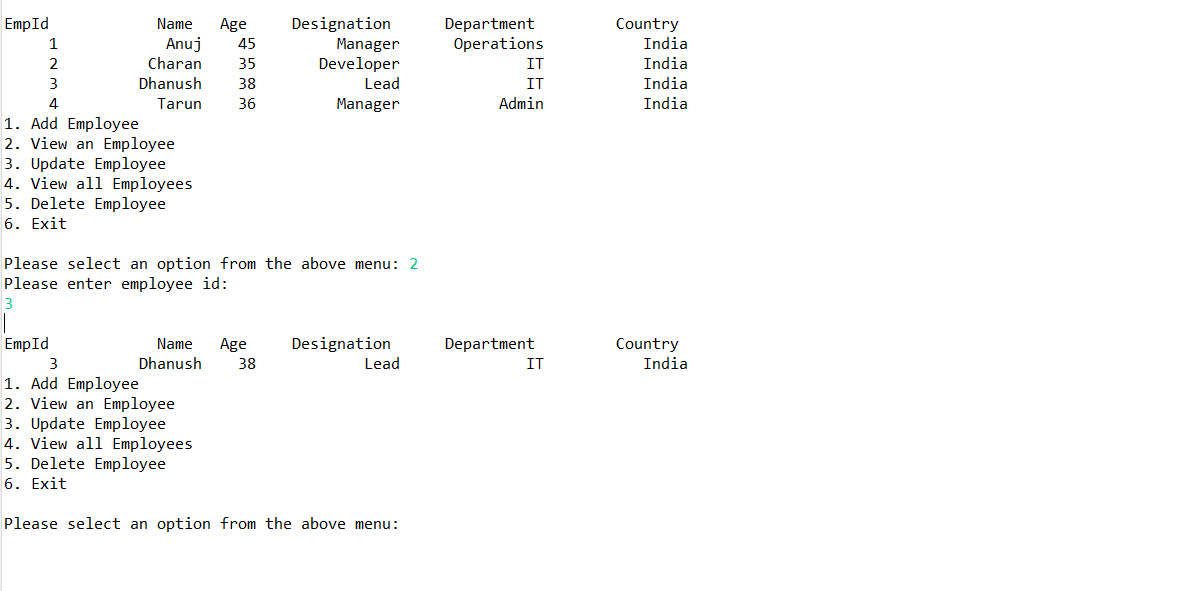 EmpId            Name   Age     Designation      Department         Country
     1            Anuj    45         Manager      Operations           India
     2          Charan    35       Developer              IT           India
     3         Dhanush    38            Lead              IT           India
     4           Tarun    36         Manager           Admin           India
1. Add Employee
2. View an Employee
3. Update Employee
4. View all Employees
5. Delete Employee
6. Exit
Please select an option from the above menu: 2
Please enter employee id:
3
EmpId            Name   Age     Designation      Department         Country
     3         Dhanush    38            Lead              IT           India
1. Add Employee
2. View an Employee
3. Update Employee
4. View all Employees
5. Delete Employee
6. Exit
Please select an option from the above menu: